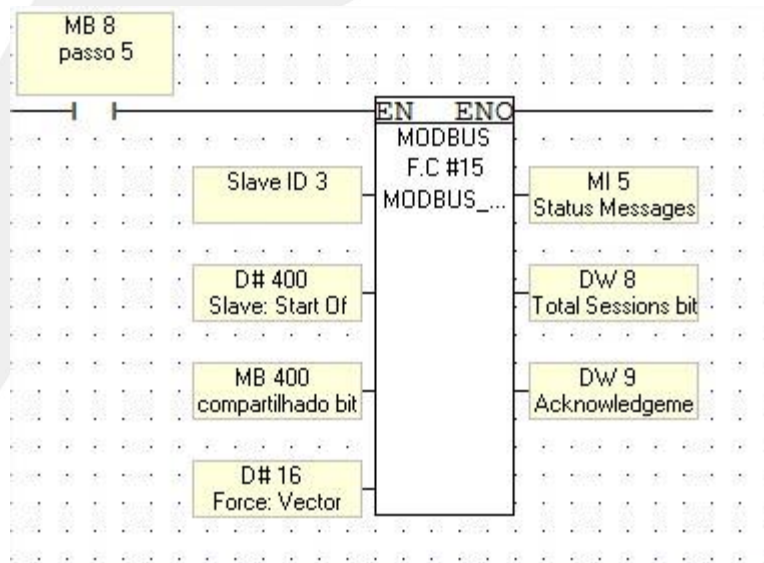 MB 8
passo 5
EN ENO
MODBUS
F.C #15
MODBUS_...
Slave ID 3
MI 5
Status Messages
D# 400
Slave: Start Of
DW 8
Total Sessions bit
MB 400
compartilhado bit
DW 9
Acknowledgeme
D# 16
Force: Vector